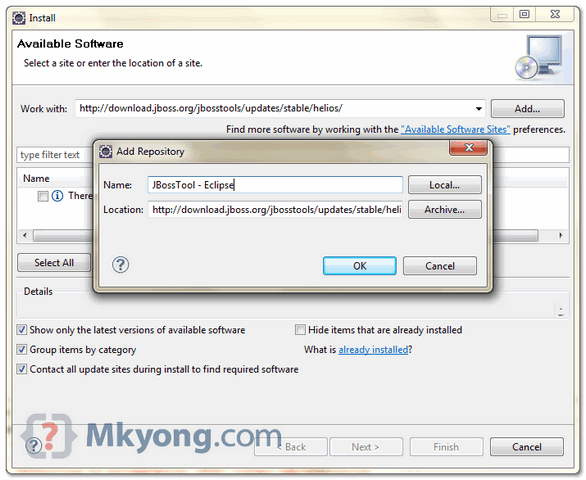 Install
Available Software
Select a site or enter the location of a site.
Work with: http://download.jboss.org/jbosstools/updates/stable/helios/ Add...
Find more software by working with the "Available Software Sites" preferences.
type filter text
Name
There
Add Repository
Name: JBossTool - Eclipse Local...
Location: http://download.jboss.org/jbosstools/updates/stable/heli Archive...
? OK Cancel
Select All
Details
Show only the latest versions of available software
Hide items that are already installed
Group items by category
What is already installed?
Contact all update sites during install to find required software
{?} Mkyong.com
? < Back Next > Finish Cancel